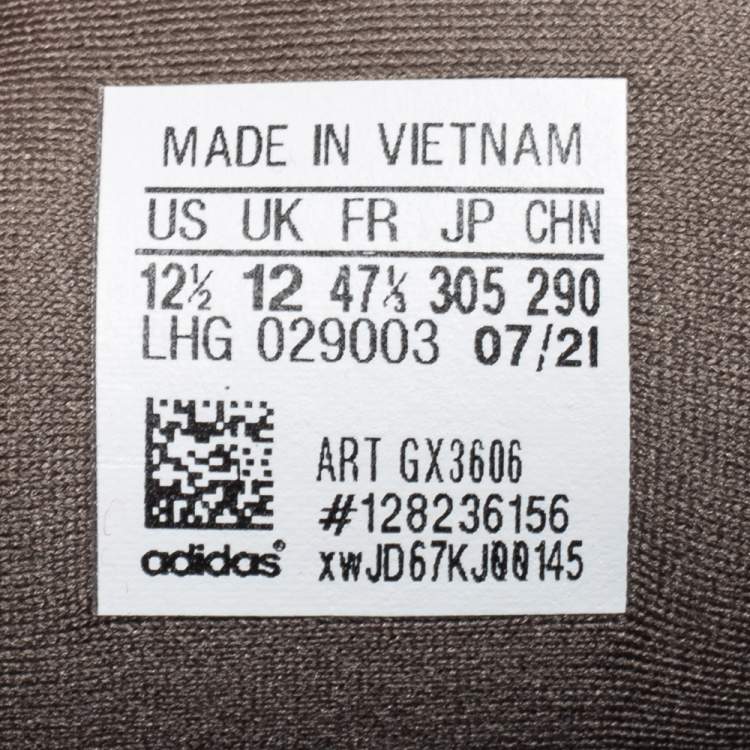 MADE IN VIETNAM
US UK FR JP CHN
12½ 12 47⅓ 305 290
LHG 029003 07/21
ART GX3606
#128236156
adidas® xwJD67KJ00145